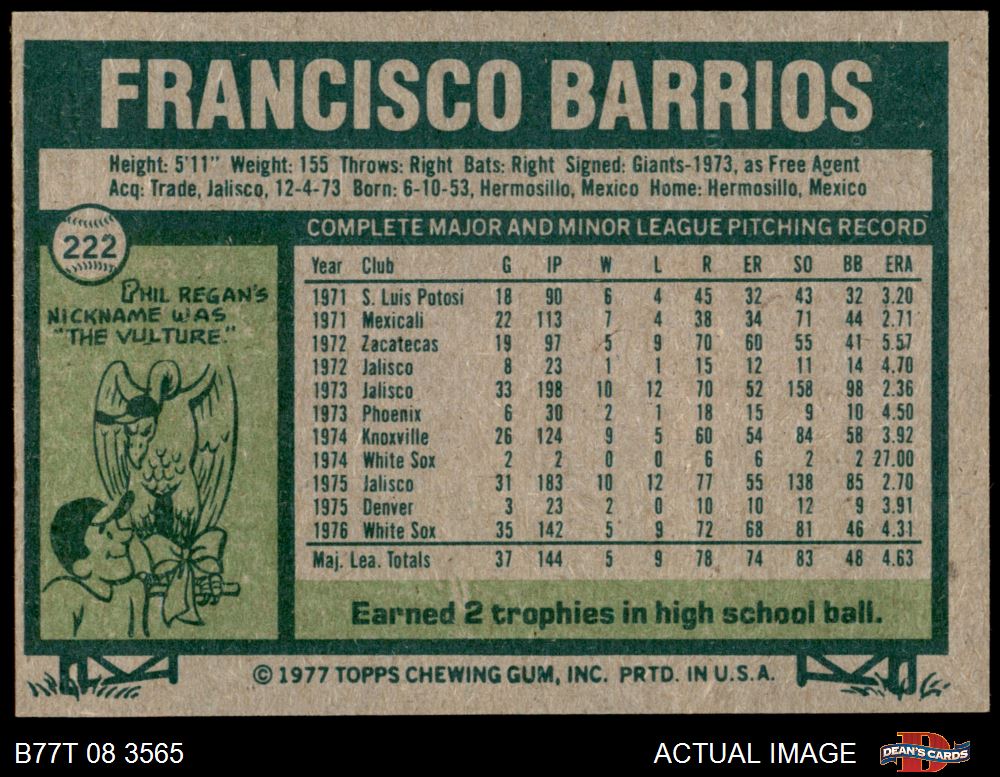 FRANCISCO BARRIOS
Height: 5'11" Weight: 155 Throws: Right Bats: Right Signed: Giants-1973, as Free Agent
Acq: Trade, Jalisco, 12-4-73 Born: 6-10-53, Hermosillo, Mexico Home: Hermosillo, Mexico
222
PHIL REGAN'S
NICKNAME WAS
"THE VULTURE."
COMPLETE MAJOR AND MINOR LEAGUE PITCHING RECORD
Year Club G IP W L R ER SO BB ERA
1971 S. Luis Potosi 18 90 6 4 45 32 43 32 3.20
1971 Mexicali 22 113 7 4 38 34 71 44 2.71
1972 Zacatecas 19 97 5 9 70 60 55 41 5.57
1972 Jalisco 8 23 1 1 15 12 11 14 4.70
1973 Jalisco 33 198 10 12 70 52 158 98 2.36
1973 Phoenix 6 30 2 1 18 15 9 10 4.50
1974 Knoxville 26 124 9 5 60 54 84 58 3.92
1974 White Sox 2 2 0 0 6 6 2 2 27.00
1975 Jalisco 31 183 10 12 77 55 138 85 2.70
1975 Denver 3 23 2 0 10 10 12 9 3.91
1976 White Sox 35 142 5 9 72 68 81 46 4.31
Maj. Lea. Totals 37 144 5 9 78 74 83 48 4.63
Earned 2 trophies in high school ball.
© 1977 TOPPS CHEWING GUM, INC. PRTD. IN U.S.A.
B77T 08 3565
ACTUAL IMAGE
D
DEAN'S CARDS